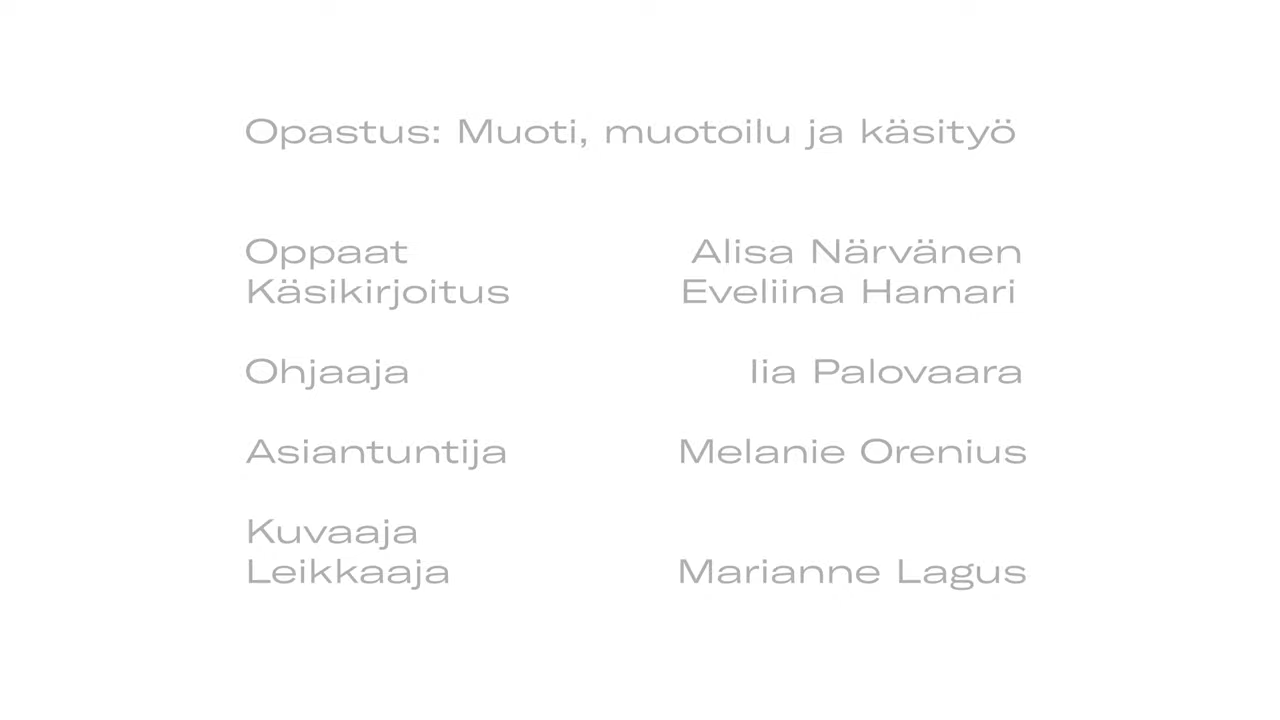 Opastus: Muoti, muotoilu ja käsityö
Oppaat Alisa Närvänen
Käsikirjoitus Eveliina Hamari
Ohjaaja Iia Palovaara
Asiantuntija Melanie Orenius
Kuvaaja
Leikkaaja Marianne Lagus